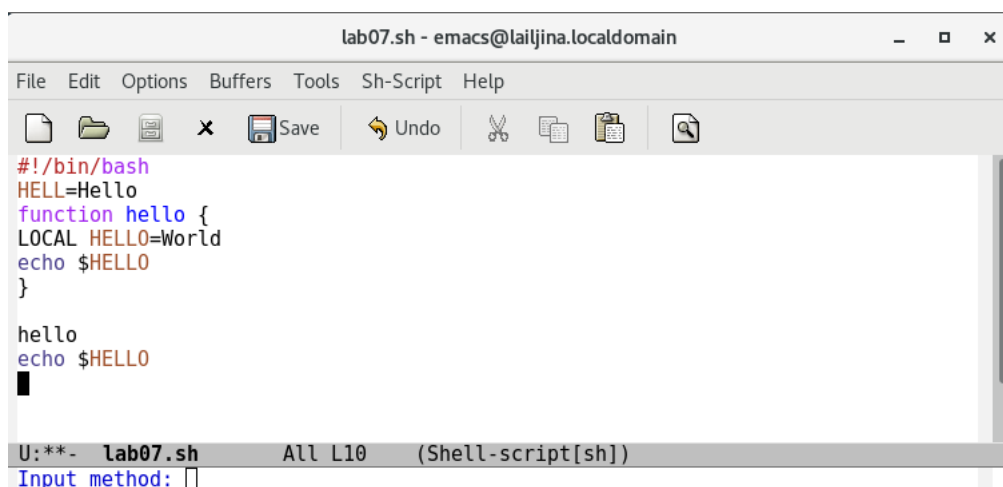 lab07.sh - emacs@lailjina.localdomain
File Edit Options Buffers Tools Sh-Script Help
Save Undo
#!/bin/bash
HELL=Hello
function hello {
LOCAL HELLO=World
echo $HELLO
}
hello
echo $HELLO
U:**- lab07.sh All L10 (Shell-script[sh])
Input method: